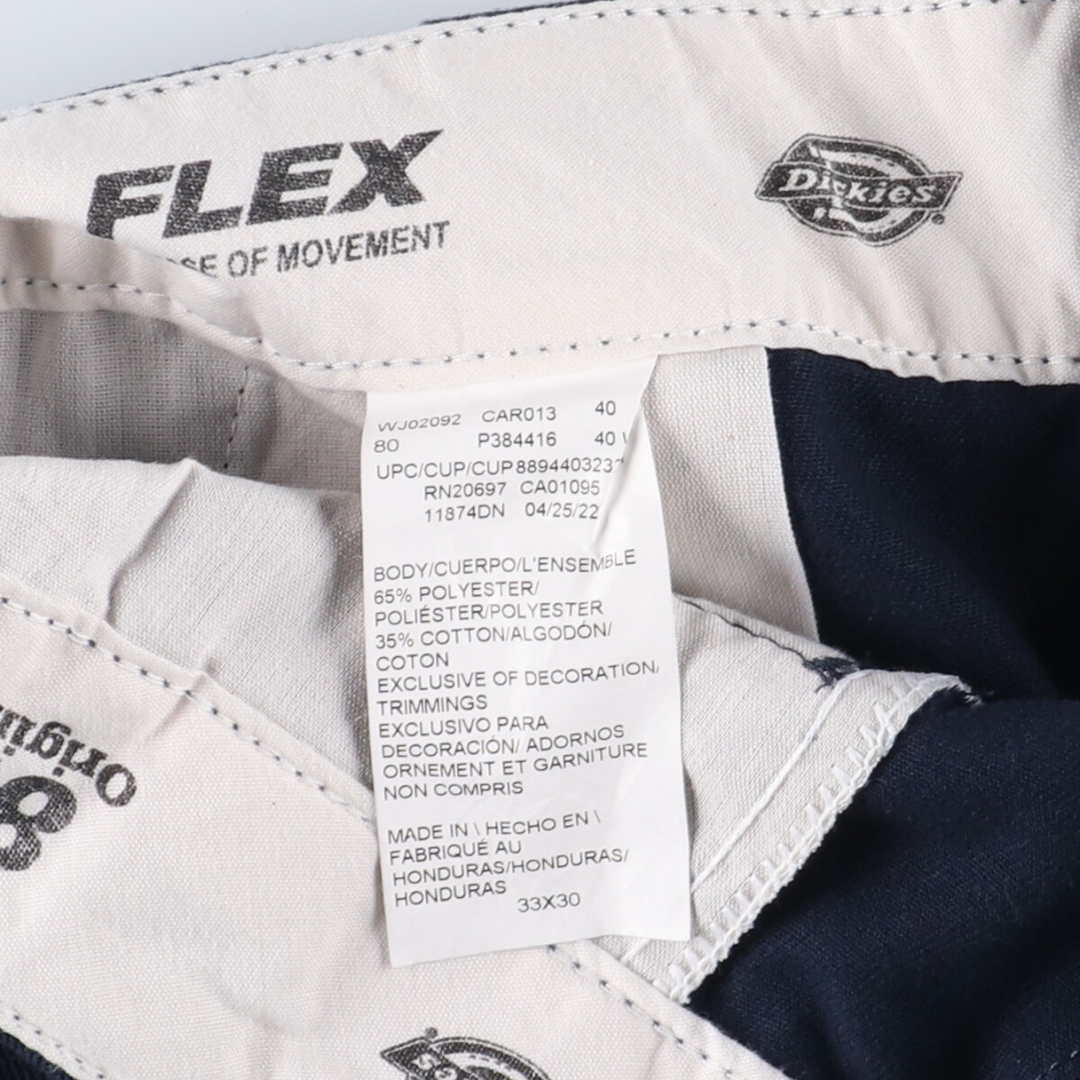 FLEX
OF MOVEMENT
Dickies
WJ02092 CAR013 40
80 P384416 40
UPC/CUP/CUP 889440323
RN20697 CA01095
11874DN 04/25/22
BODY/CUERPO/L'ENSEMBLE
65% POLYESTER/
POLIÉSTER/POLYESTER
35% COTTON/ALGODÓN/
COTON
EXCLUSIVE OF DECORATION/
TRIMMINGS
EXCLUSIVO PARA
DECORACIÓN/ ADORNOS
ORNEMENT ET GARNITURE
NON COMPRIS
MADE IN \ HECHO EN \
FABRIQUÉ AU
HONDURAS/HONDURAS/
HONDURAS
33X30